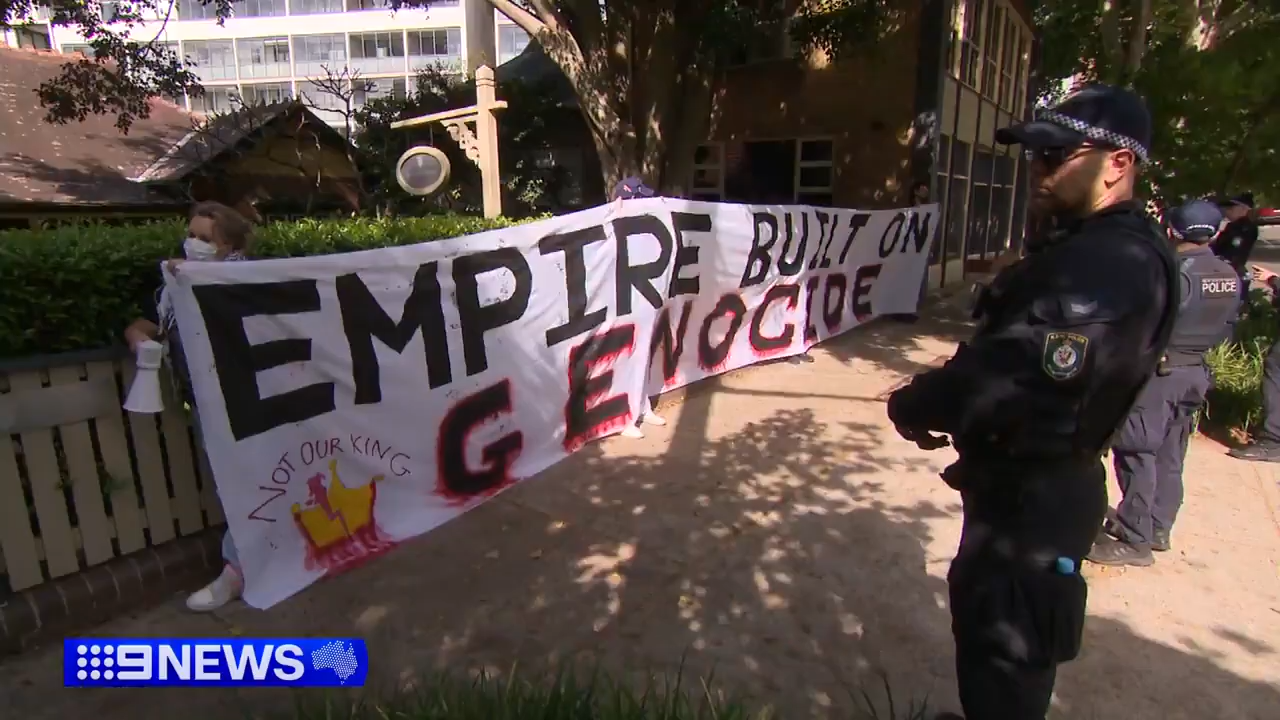 EMPIRE BUILT ON
GENOCIDE
NOT OUR KING
POLICE
9NEWS